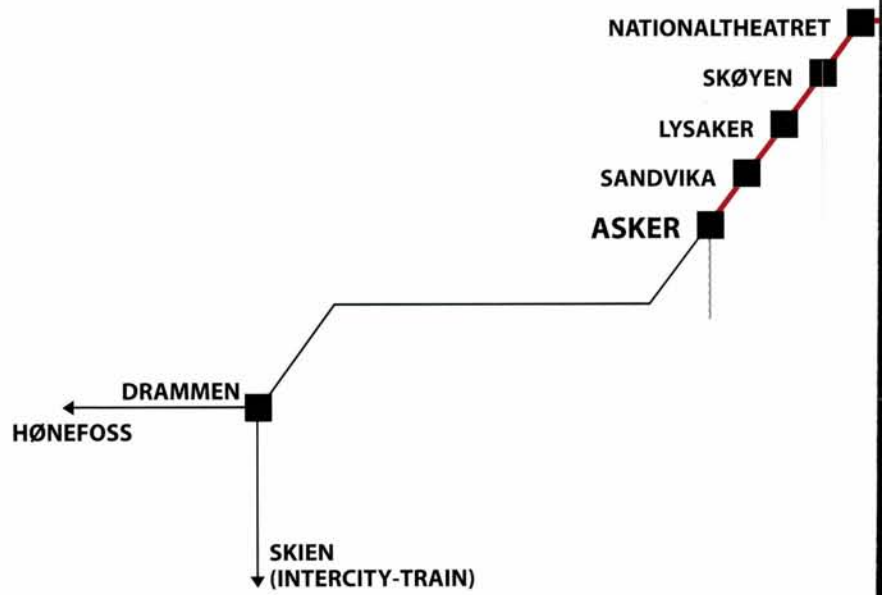 NATIONALTHEATRET
SKØYEN
LYSAKER
SANDVIKA
ASKER
DRAMMEN
HØNEFOSS
SKIEN
(INTERCITY-TRAIN)